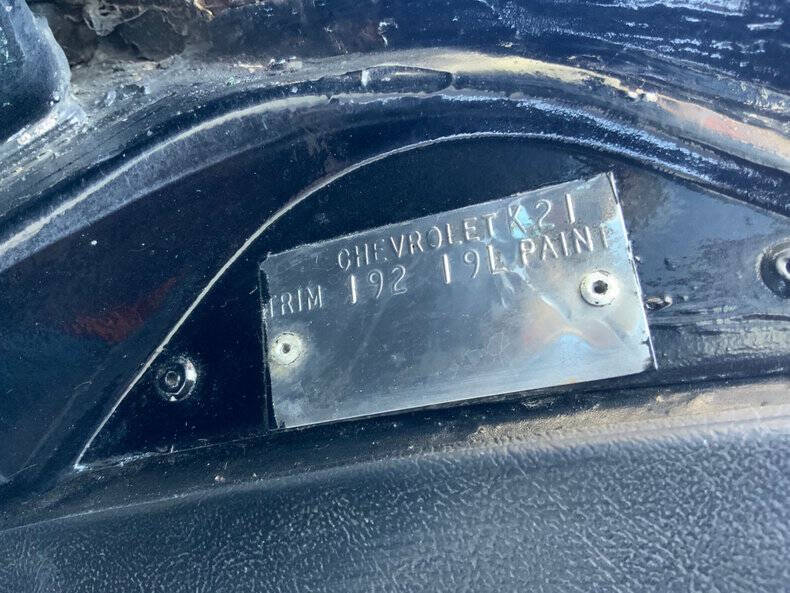 CHEVROLET K21
TRIM 192 19L PAINT